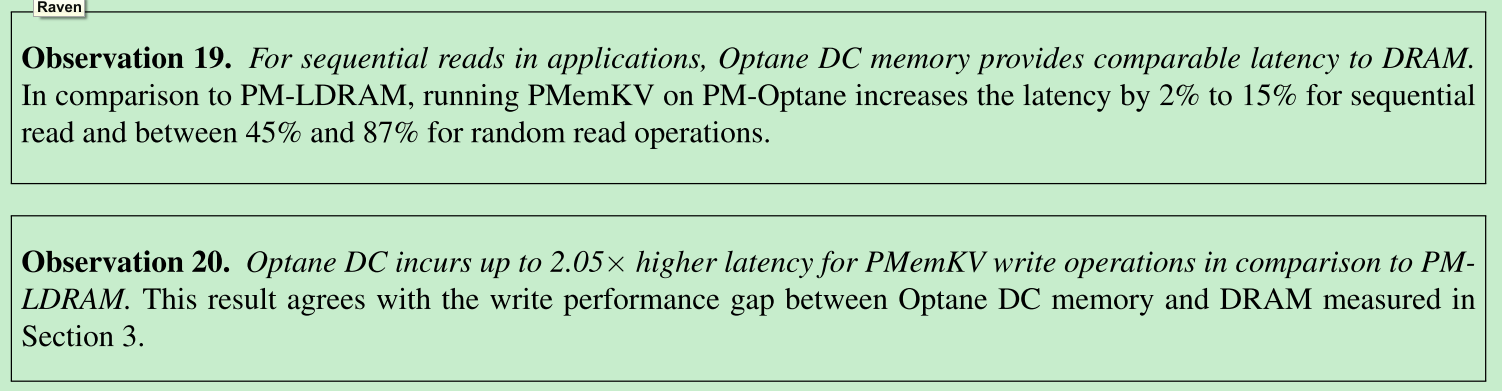 Raven
Observation 19. For sequential reads in applications, Optane DC memory provides comparable latency to DRAM.
In comparison to PM-LDRAM, running PMemKV on PM-Optane increases the latency by 2% to 15% for sequential
read and between 45% and 87% for random read operations.
Observation 20. Optane DC incurs up to 2.05× higher latency for PMemKV write operations in comparison to PM-
LDRAM. This result agrees with the write performance gap between Optane DC memory and DRAM measured in
Section 3.